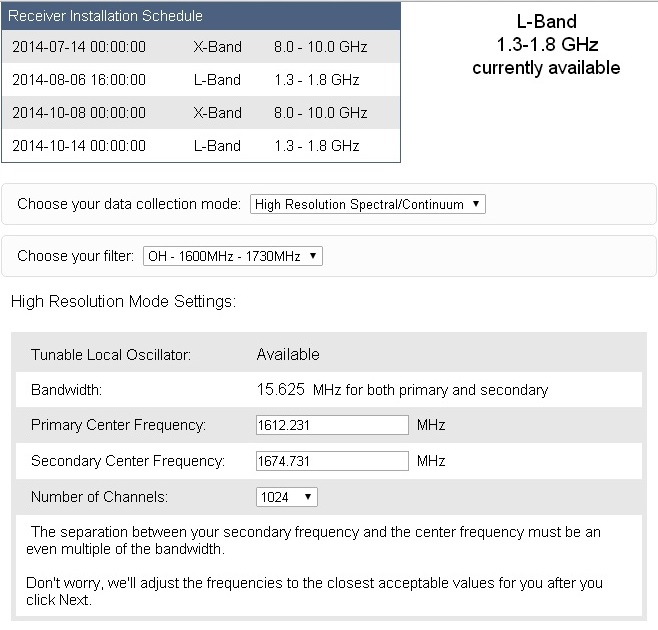 Receiver Installation Schedule
2014-07-14 00:00:00 X-Band 8.0 - 10.0 GHz
2014-08-06 16:00:00 L-Band 1.3 - 1.8 GHz
2014-10-08 00:00:00 X-Band 8.0 - 10.0 GHz
2014-10-14 00:00:00 L-Band 1.3 - 1.8 GHz
L-Band
1.3-1.8 GHz
currently available
Choose your data collection mode: High Resolution Spectral/Continuum
Choose your filter: OH - 1600MHz - 1730MHz
High Resolution Mode Settings:
Tunable Local Oscillator: Available
Bandwidth: 15.625 MHz for both primary and secondary
Primary Center Frequency: 1612.231 MHz
Secondary Center Frequency: 1674.731 MHz
Number of Channels: 1024
The separation between your secondary frequency and the center frequency must be an
even multiple of the bandwidth.
Don't worry, we'll adjust the frequencies to the closest acceptable values for you after you
click Next.